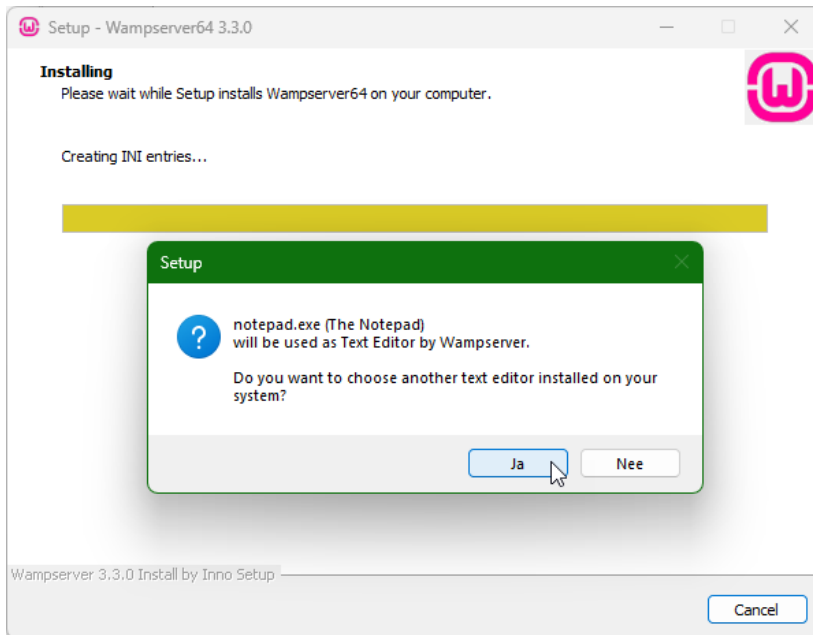 Setup - Wampserver64 3.3.0
Installing
Please wait while Setup installs Wampserver64 on your computer.
Creating INI entries...
Setup
notepad.exe (The Notepad)
will be used as Text Editor by Wampserver.
Do you want to choose another text editor installed on your
system?
Ja
Nee
Wampserver 3.3.0 Install by Inno Setup
Cancel